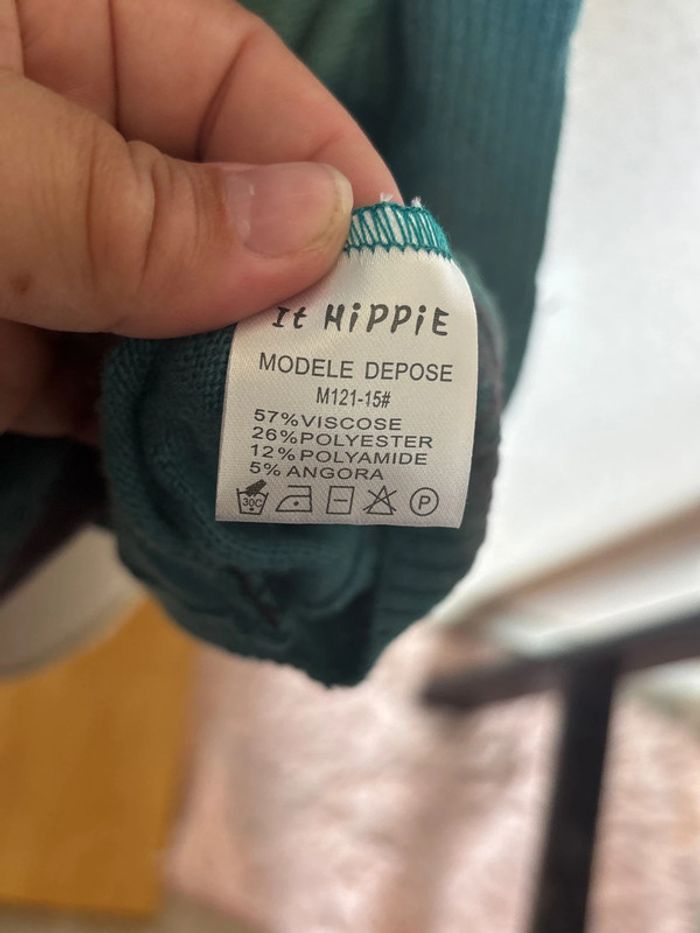 It HiPPiE
MODELE DEPOSE
M121-15#
57%VISCOSE
26%POLYESTER
12%POLYAMIDE
5% ANGORA
30C
P